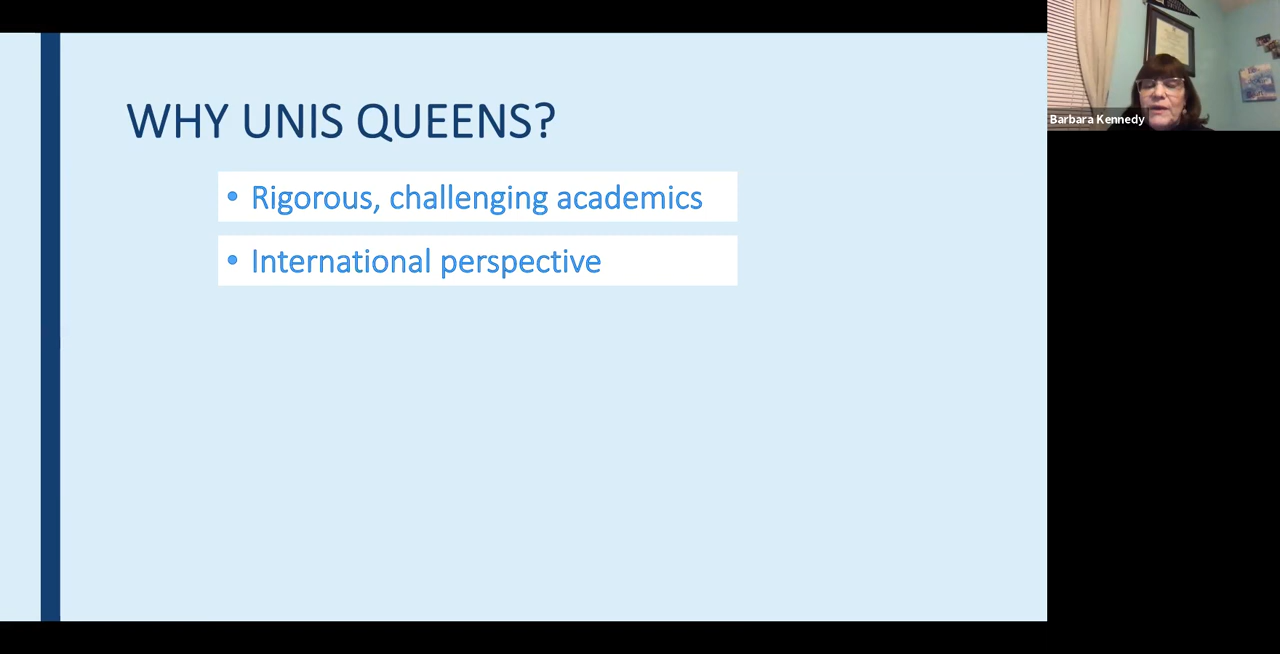 WHY UNIS QUEENS?
• Rigorous, challenging academics
• International perspective
Barbara Kennedy